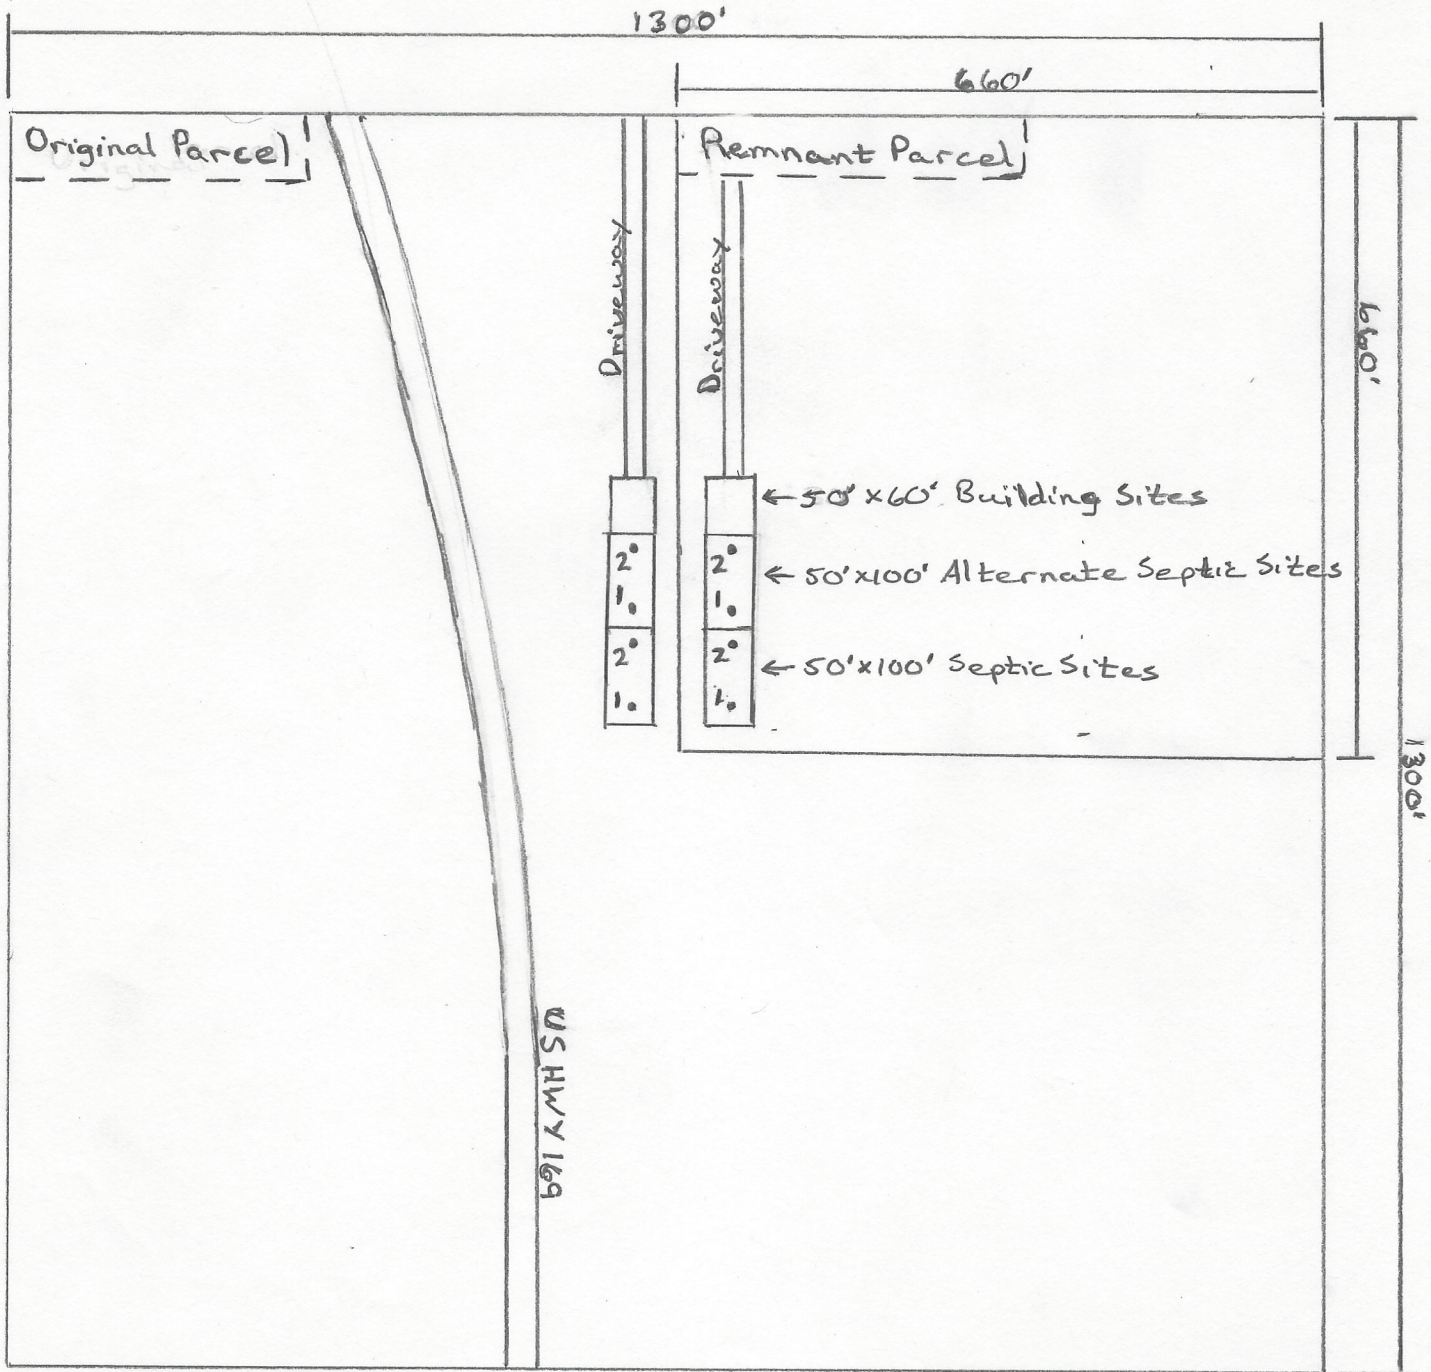 1300'
660'
Original Parcel
Remnant Parcel
Driveway
Driveway
660'
←50'x60' Building Sites
2°
1.
2°
1.
←50'x100' Alternate Septic Sites
2°
1.
2°
1.
←50'x100' Septic Sites
1300'
US HWY 169